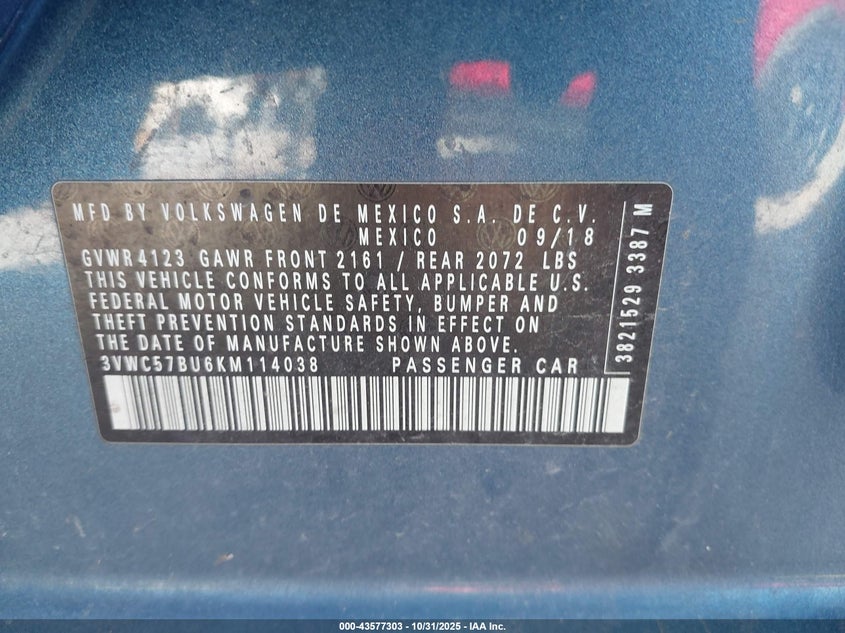 MFD BY VOLKSWAGEN DE MEXICO S.A. DE C.V.
MEXICO 09/18
GVWR 4123 GAWR FRONT 2161 / REAR 2072 LBS
THIS VEHICLE CONFORMS TO ALL APPLICABLE U.S.
FEDERAL MOTOR VEHICLE SAFETY, BUMPER AND
THEFT PREVENTION STANDARDS IN EFFECT ON
THE DATE OF MANUFACTURE SHOWN ABOVE.
3VWC57BU6KM114038 PASSENGER CAR
3821529 3387 M
000-43577303 - 10/31/2025 - IAA Inc.